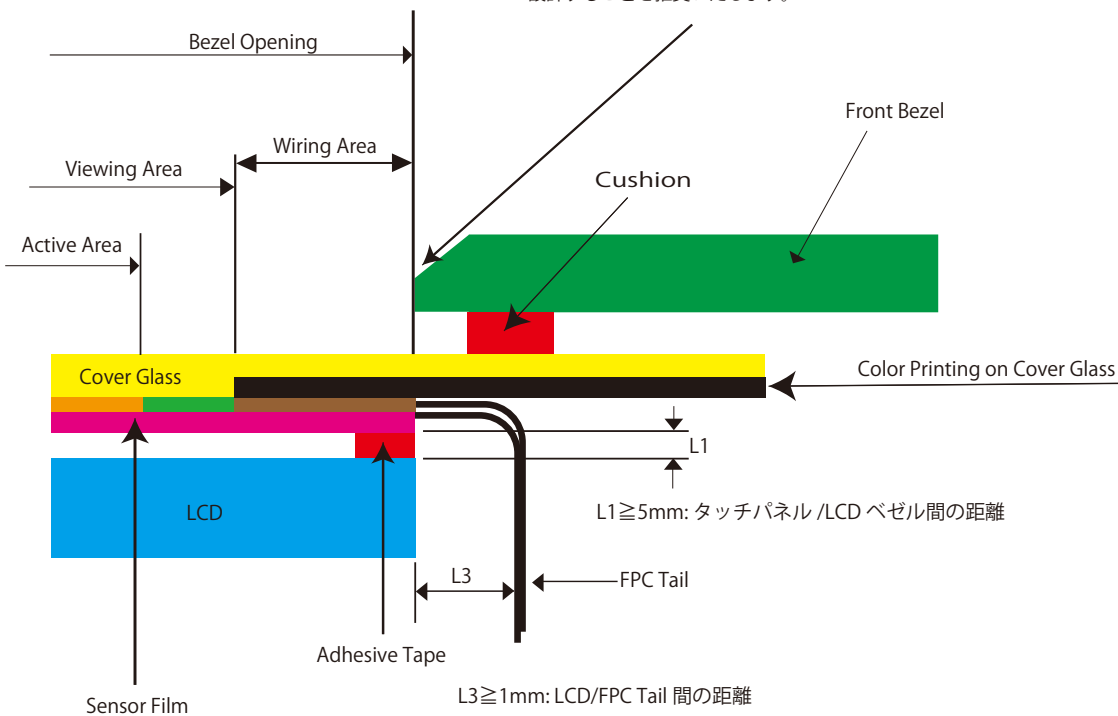 Bezel Opening
Front Bezel
Wiring Area
Viewing Area
Cushion
Active Area
Cover Glass
Color Printing on Cover Glass
L1
LCD
L1≧5mm: タッチパネル /LCD ベゼル間の距離
L3
FPC Tail
Adhesive Tape
L3≧1mm: LCD/FPC Tail 間の距離
Sensor Film